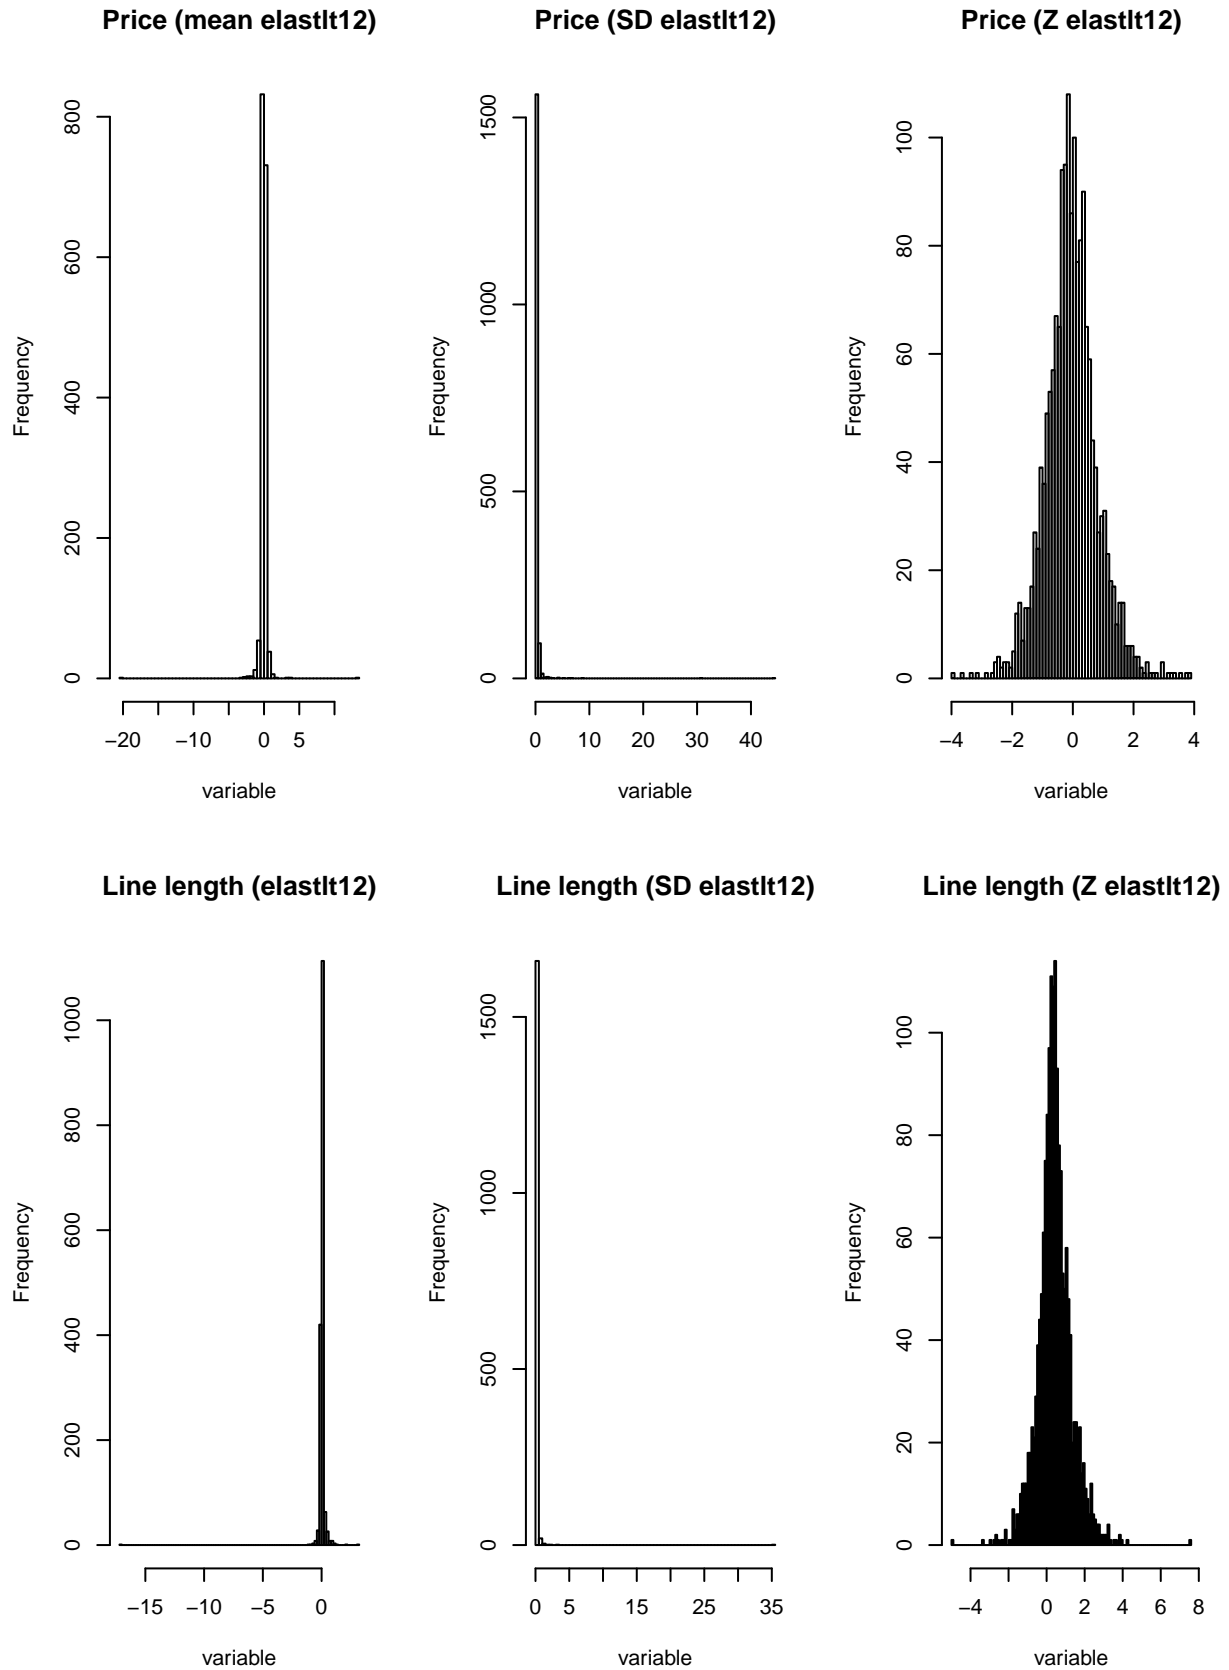 Price (mean elastlt12)
Frequency
0 200 400 600 800
−20 −10 0 5
variable
Price (SD elastlt12)
Frequency
0 500 1000 1500
0 10 20 30 40
variable
Price (Z elastlt12)
Frequency
0 20 40 60 80 100
−4 −2 0 2 4
variable
Line length (elastlt12)
Frequency
0 200 400 600 800 1000
−15 −10 −5 0
variable
Line length (SD elastlt12)
Frequency
0 500 1000 1500
0 5 15 25 35
variable
Line length (Z elastlt12)
Frequency
0 20 40 60 80 100
−4 0 2 4 6 8
variable